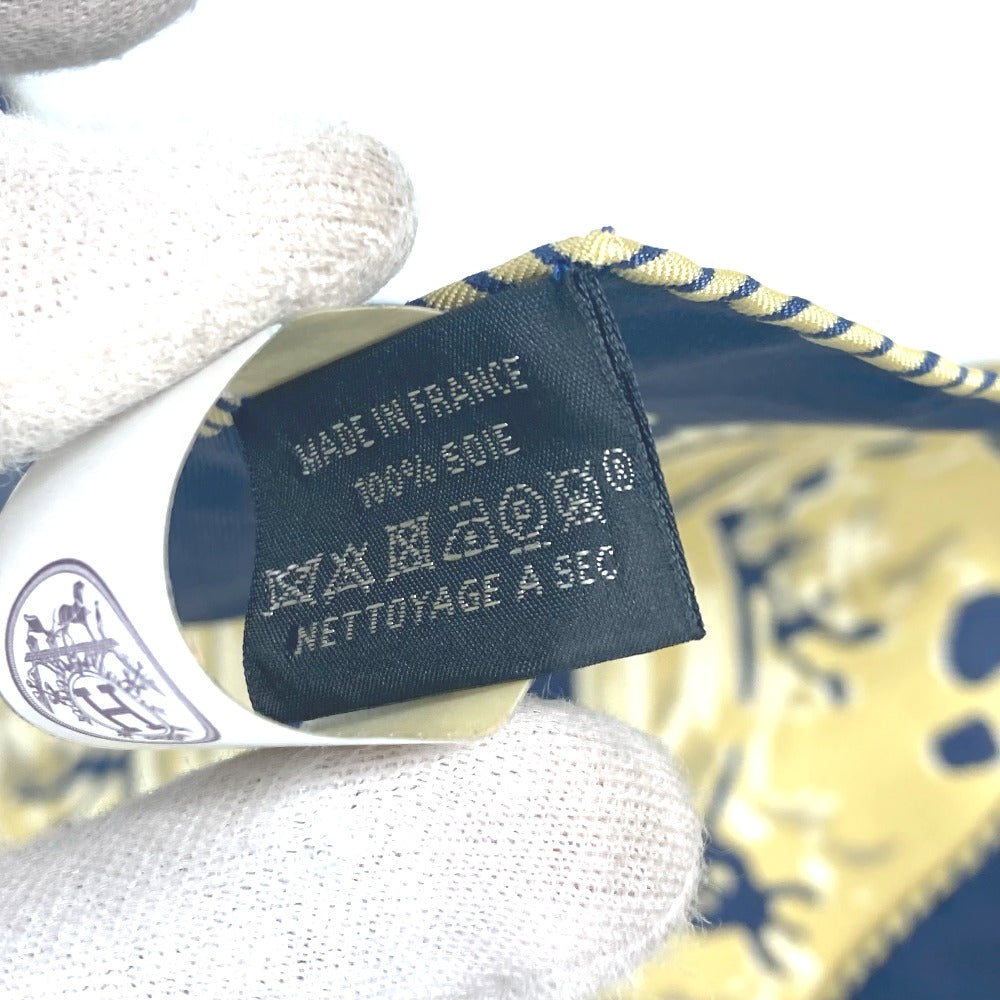 MADE IN FRANCE
100% SOIE
®
NETTOYAGE A SEC
H